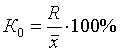 K₀ = R / x̄ · 100%